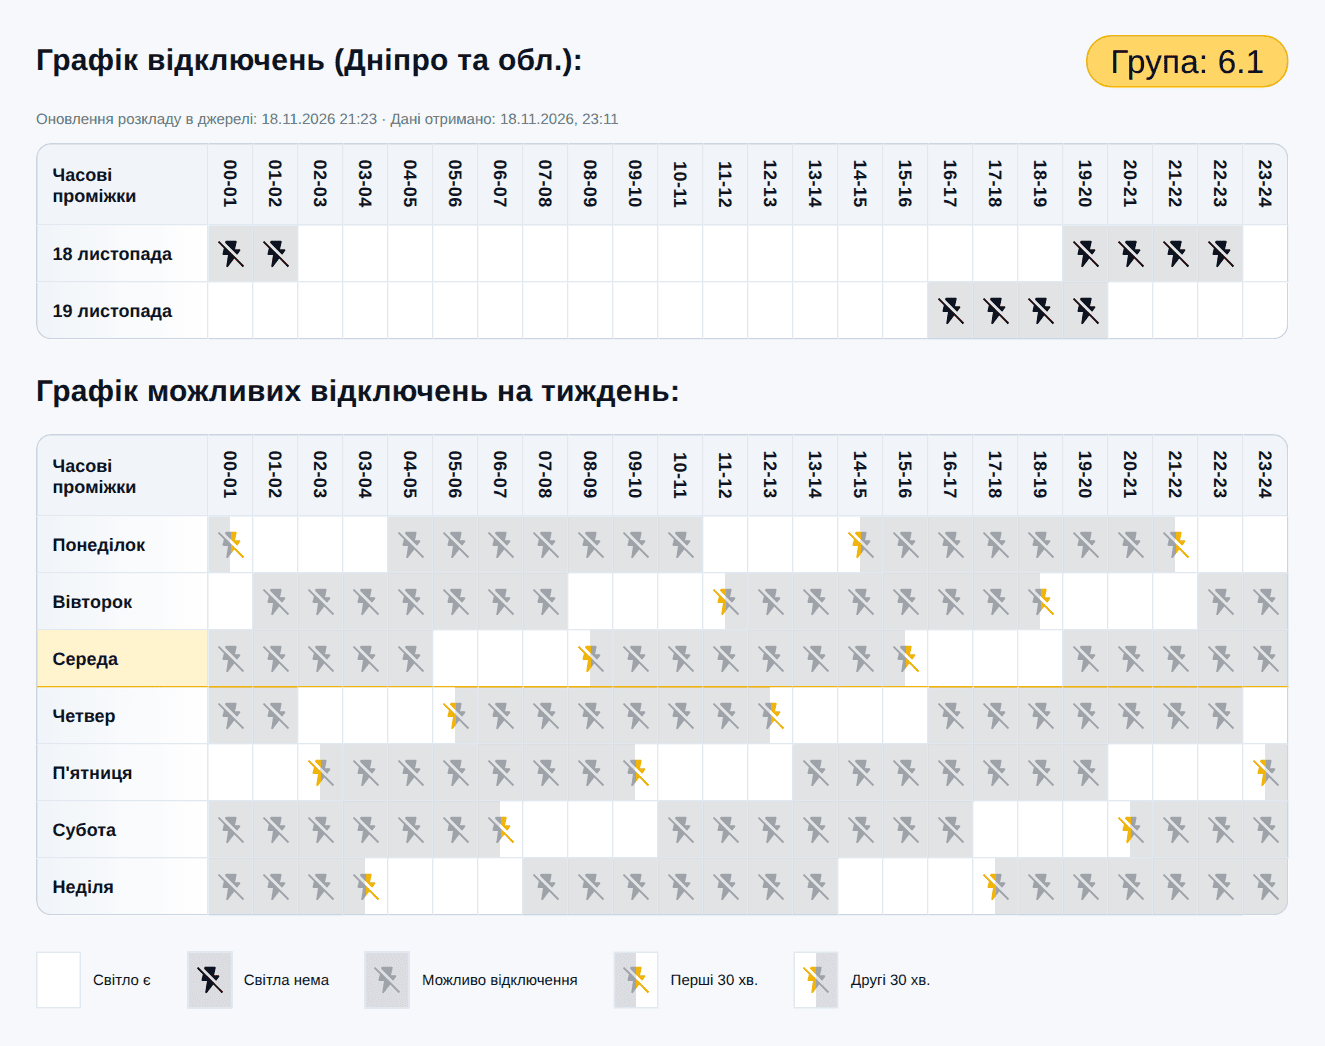 Графік відключень (Дніпро та обл.):
Група: 6.1
Оновлення розкладу в джерелі: 18.11.2026 21:23 · Дані отримано: 18.11.2026, 23:11
Часові
проміжки
00-01 01-02 02-03 03-04 04-05 05-06 06-07 07-08 08-09 09-10 10-11 11-12 12-13 13-14 14-15 15-16 16-17 17-18 18-19 19-20 20-21 21-22 22-23 23-24
18 листопада
19 листопада
Графік можливих відключень на тиждень:
Часові
проміжки
00-01 01-02 02-03 03-04 04-05 05-06 06-07 07-08 08-09 09-10 10-11 11-12 12-13 13-14 14-15 15-16 16-17 17-18 18-19 19-20 20-21 21-22 22-23 23-24
Понеділок
Вівторок
Середа
Четвер
П'ятниця
Субота
Неділя
Світло є
Світла нема
Можливо відключення
Перші 30 хв.
Другі 30 хв.